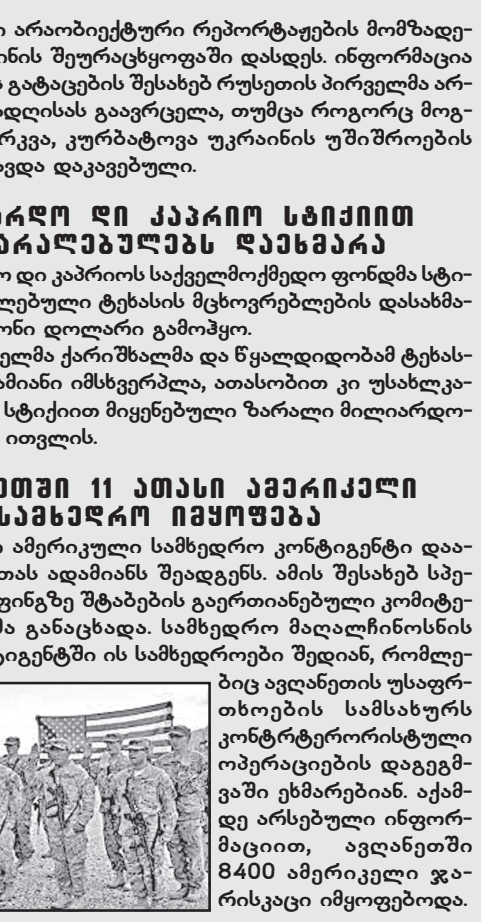 არაობიექტური რეპორტაჟების მომზადე-
ინის შეურაცხყოფაში დასდეს. ინფორმაცია
გატაცების შესახებ რუსეთის პირველმა არ-
ადღისას გაავრცელა, თუმცა როგორც მოგ-
რკვა, კურბატოვა უკრაინის უშიშროების
ავდა დაკავებული.
არდო დი კაპრიო სტიქიით
არალებულებს დაეხმარა
ო დი კაპრიოს საქველმოქმედო ფონდმა სტი-
ლებული ტეხასის მცხოვრებლების დასახმა-
ონი დოლარი გამოჰყო.
ელმა ქარიშხალმა და წყალდიდობამ ტეხას-
ამიანი იმსხვერპლა, ათასობით კი უსახლკა-
სტიქიით მიყენებული ზარალი მილიარდო-
ითვლის.
ეთში 11 ათასი ამერიკელი
სამხედრო იმყოფება
ამერიკული სამხედრო კონტიგენტი დაა-
თას ადამიანს შეადგენს. ამის შესახებ სპე-
ფინგზე შტაბების გაერთიანებული კომიტე-
მა განაცხადა. სამხედრო მაღალჩინოსნის
ტიგენტში ის სამხედროები შედიან, რომლე-
ბიც ავღანეთის უსაფრ-
თხოების სამსახურს
კონტრტერორისტული
ოპერაციების დაგეგმ-
ვაში ეხმარებიან. აქამ-
დე არსებული ინფორ-
მაციით, ავღანეთში
8400 ამერიკელი ჯა-
რისკაცი იმყოფებოდა.